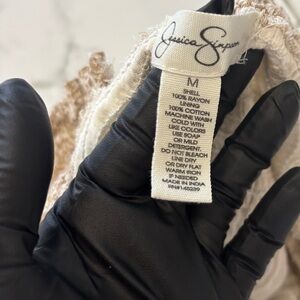 Jessica Simpson
M
SHELL
100% RAYON
LINING
100% COTTON
MACHINE WASH
COLD WITH
LIKE COLORS
USE SOAP
OR MILD
DETERGENT.
DO NOT BLEACH
LINE DRY
OR DRY FLAT
WARM IRON
IF NEEDED
MADE IN INDIA